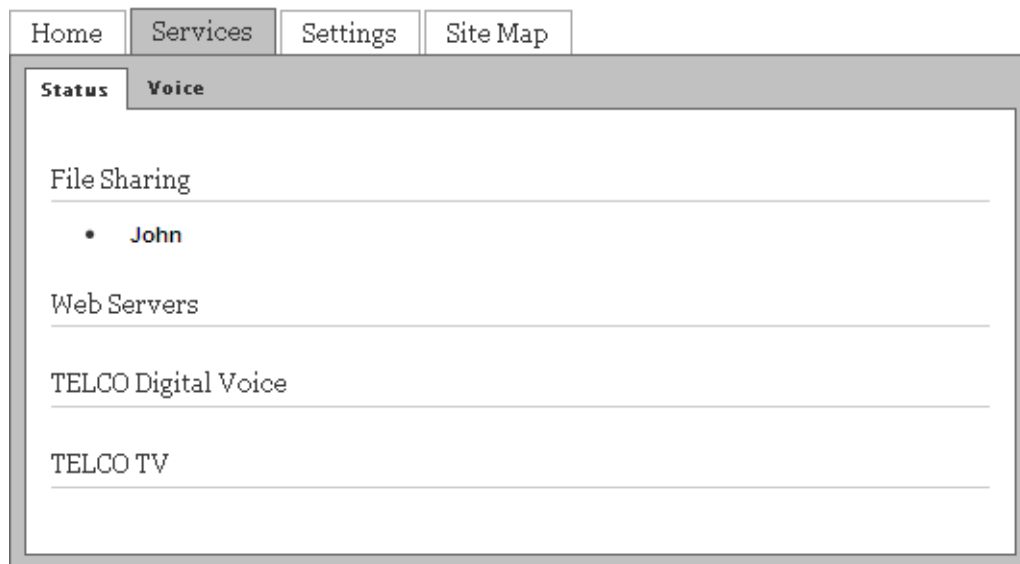 Home Services Settings Site Map
Status Voice
File Sharing
• John
Web Servers
TELCO Digital Voice
TELCO TV